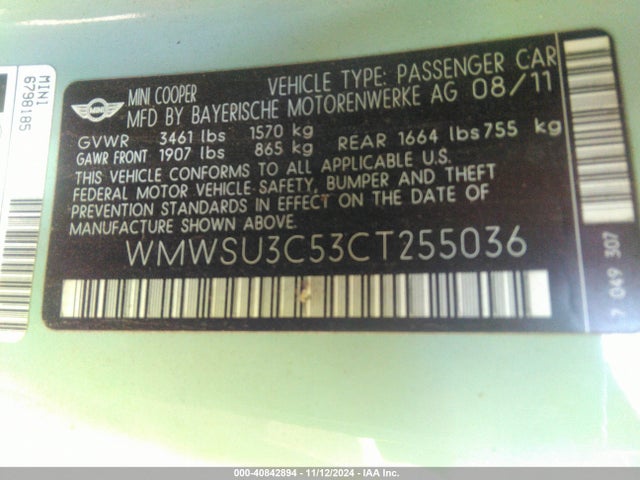 MINI COOPER VEHICLE TYPE: PASSENGER CAR
MFD BY BAYERISCHE MOTORENWERKE AG 08/11
GVWR 3461 lbs 1570 kg
GAWR FRONT 1907 lbs 865 kg REAR 1664 lbs 755 kg
THIS VEHICLE CONFORMS TO ALL APPLICABLE U.S.
FEDERAL MOTOR VEHICLE-SAFETY, BUMPER AND THEFT
PREVENTION STANDARDS IN EFFECT ON THE DATE OF
MANUFACTURE SHOWN ABOVE.
WMWSU3C53CT255036
MINI
6798185
7 049 307
000-40842894 - 11/12/2024 - IAA Inc.